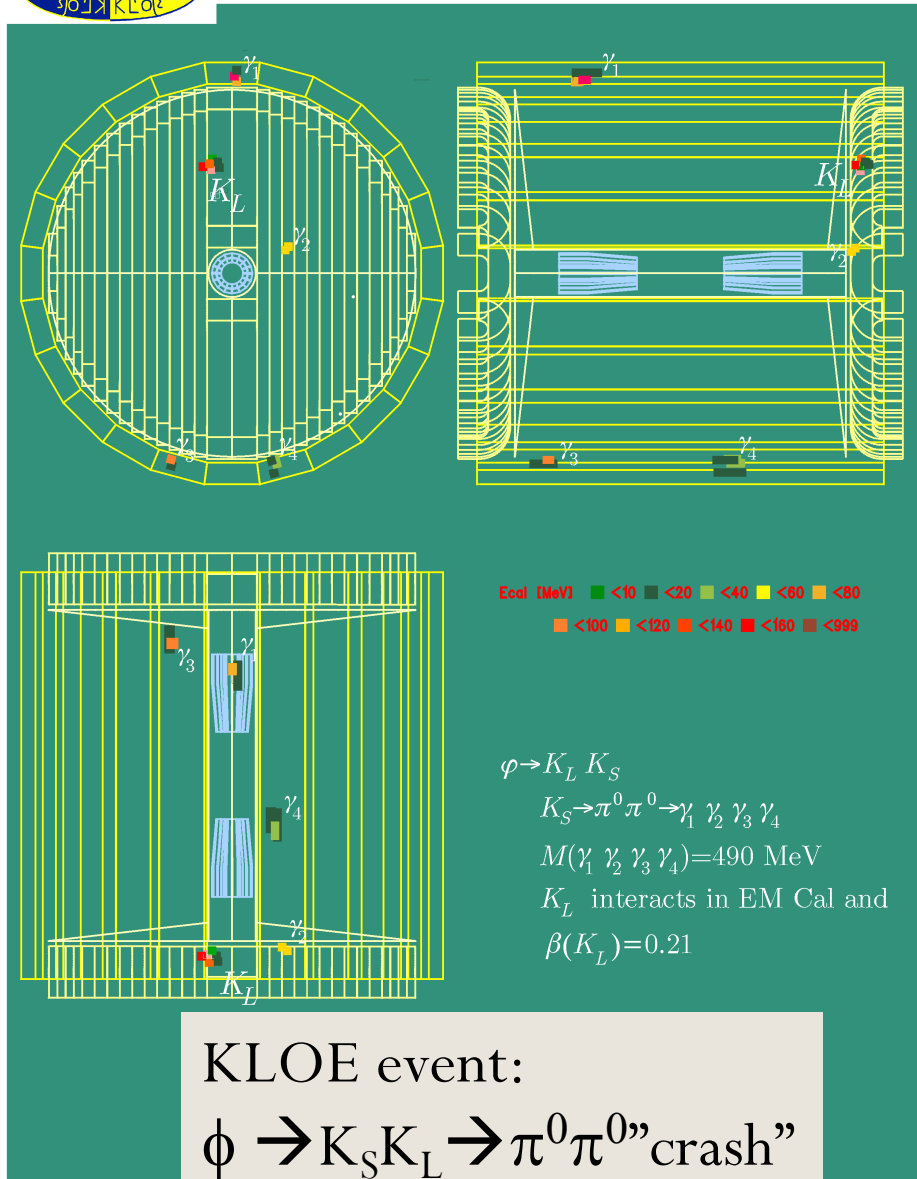 KLOE
γ₁
K_L
γ₂
γ₃
γ₄
γ₁
K_L
γ₂
γ₃
γ₄
γ₃
γ₁
γ₄
γ₂
K_L
Ecal [MeV] <10 <20 <40 <60 <80
<100 <120 <140 <160 <999
φ→K_L K_S
K_S→π⁰π⁰→γ₁ γ₂ γ₃ γ₄
M(γ₁ γ₂ γ₃ γ₄)=490 MeV
K_L interacts in EM Cal and
β(K_L)=0.21
KLOE event:
ϕ →K_SK_L→π⁰π⁰”crash”